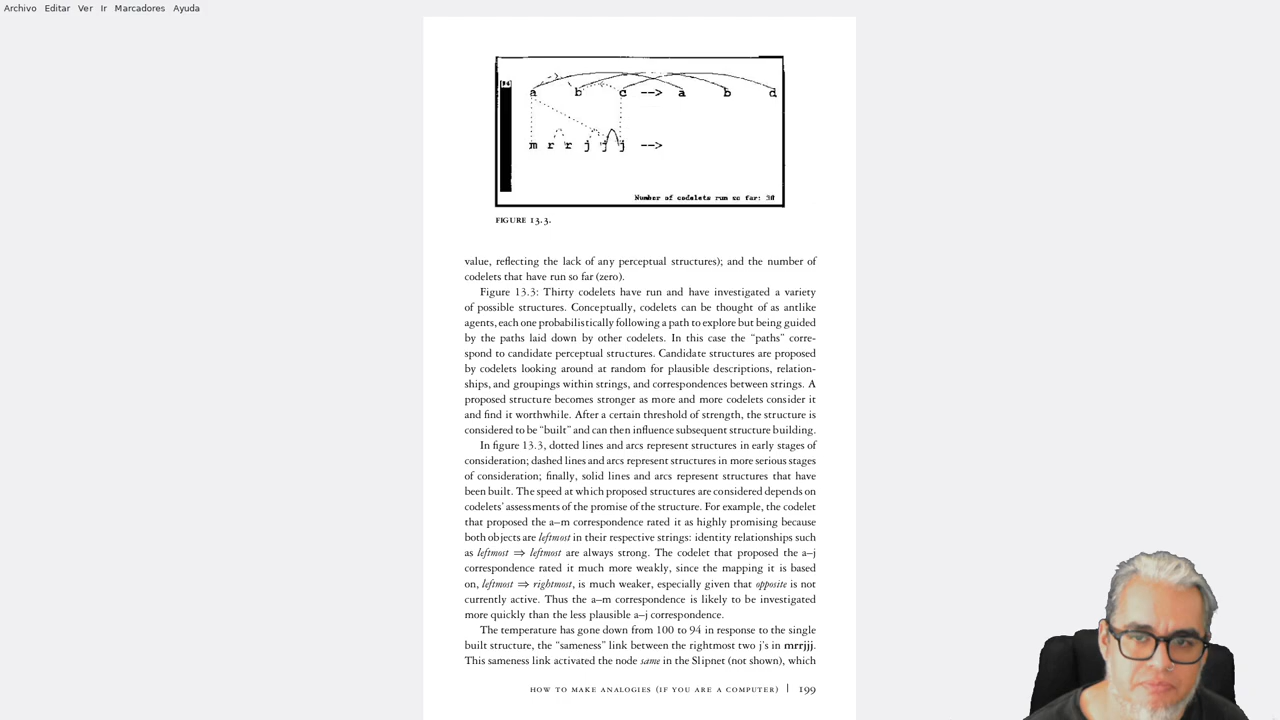 Archivo Editar Ver Ir Marcadores Ayuda
94
a b c --> a b d
m r r j j j -->
Number of codelets run so far: 30
FIGURE 13.3.
value, reflecting the lack of any perceptual structures); and the number of
codelets that have run so far (zero).
Figure 13.3: Thirty codelets have run and have investigated a variety
of possible structures. Conceptually, codelets can be thought of as antlike
agents, each one probabilistically following a path to explore but being guided
by the paths laid down by other codelets. In this case the “paths” corre-
spond to candidate perceptual structures. Candidate structures are proposed
by codelets looking around at random for plausible descriptions, relation-
ships, and groupings within strings, and correspondences between strings. A
proposed structure becomes stronger as more and more codelets consider it
and find it worthwhile. After a certain threshold of strength, the structure is
considered to be “built” and can then influence subsequent structure building.
In figure 13.3, dotted lines and arcs represent structures in early stages of
consideration; dashed lines and arcs represent structures in more serious stages
of consideration; finally, solid lines and arcs represent structures that have
been built. The speed at which proposed structures are considered depends on
codelets’ assessments of the promise of the structure. For example, the codelet
that proposed the a–m correspondence rated it as highly promising because
both objects are leftmost in their respective strings: identity relationships such
as leftmost ⇒ leftmost are always strong. The codelet that proposed the a–j
correspondence rated it much more weakly, since the mapping it is based
on, leftmost ⇒ rightmost, is much weaker, especially given that opposite is not
currently active. Thus the a–m correspondence is likely to be investigated
more quickly than the less plausible a–j correspondence.
The temperature has gone down from 100 to 94 in response to the single
built structure, the “sameness” link between the rightmost two j’s in mrrjjj.
This sameness link activated the node same in the Slipnet (not shown), which
HOW TO MAKE ANALOGIES (IF YOU ARE A COMPUTER) | 199